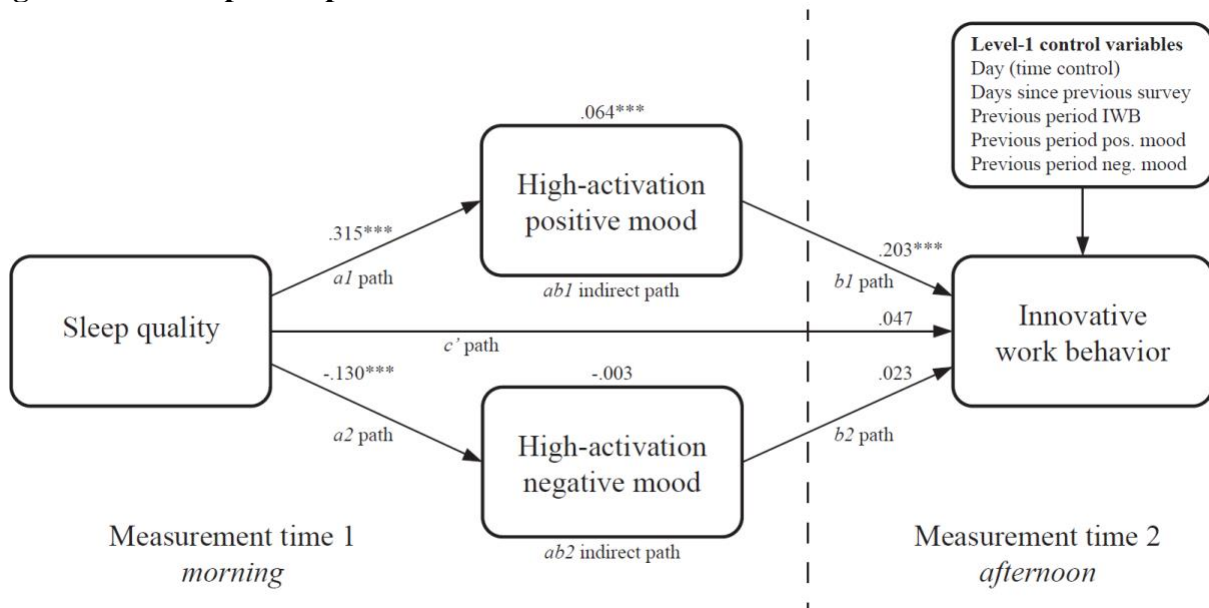 Level-1 control variables
Day (time control)
Days since previous survey
Previous period IWB
Previous period pos. mood
Previous period neg. mood
.064***
High-activation
positive mood
.315***
a1 path
ab1 indirect path
.203***
b1 path
Sleep quality
c' path
.047
Innovative
work behavior
-.130***
a2 path
-.003
High-activation
negative mood
ab2 indirect path
.023
b2 path
Measurement time 1
morning
Measurement time 2
afternoon